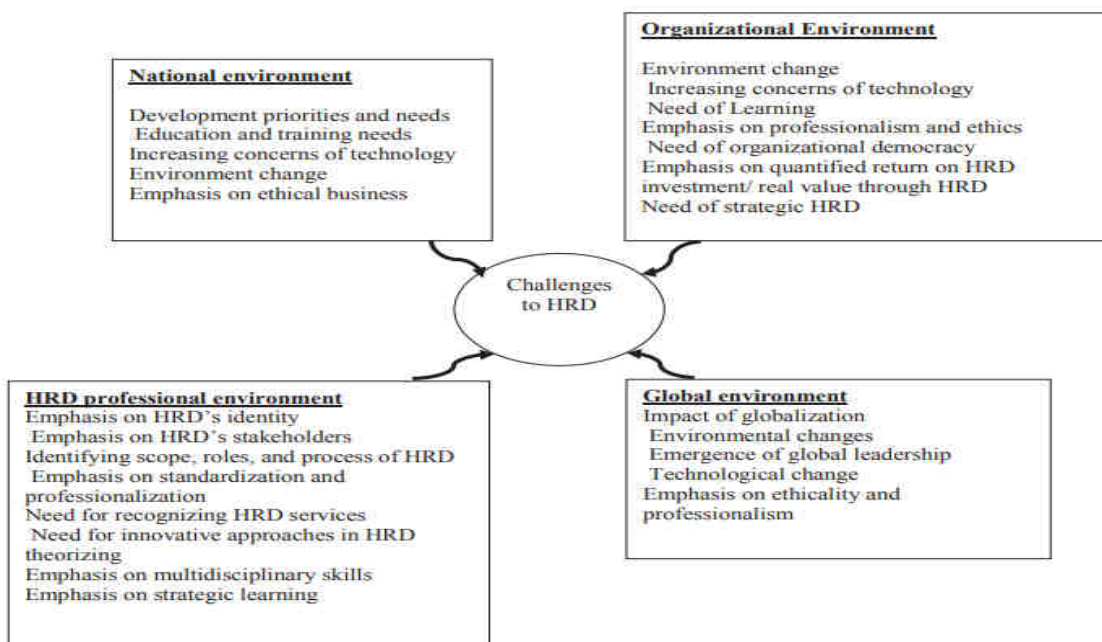 National environment
Development priorities and needs
Education and training needs
Increasing concerns of technology
Environment change
Emphasis on ethical business
Organizational Environment
Environment change
Increasing concerns of technology
Need of Learning
Emphasis on professionalism and ethics
Need of organizational democracy
Emphasis on quantified return on HRD
investment/ real value through HRD
Need of strategic HRD
Challenges
to HRD
HRD professional environment
Emphasis on HRD's identity
Emphasis on HRD's stakeholders
Identifying scope, roles, and process of HRD
Emphasis on standardization and
professionalization
Need for recognizing HRD services
Need for innovative approaches in HRD
theorizing
Emphasis on multidisciplinary skills
Emphasis on strategic learning
Global environment
Impact of globalization
Environmental changes
Emergence of global leadership
Technological change
Emphasis on ethicality and
professionalism